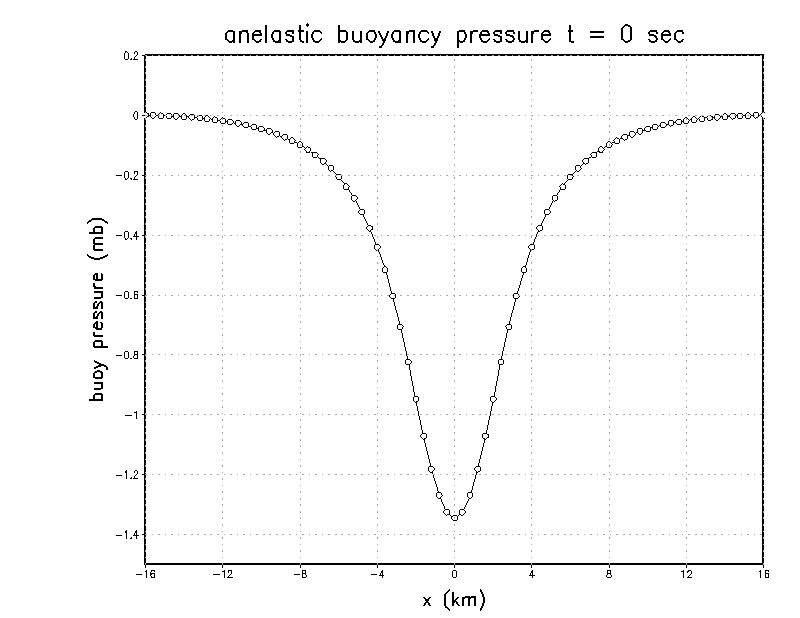 anelastic buoyancy pressure t = 0 sec
0.2
0
-0.2
-0.4
-0.6
-0.8
-1
-1.2
-1.4
buoy pressure (mb)
-16 -12 -8 -4 0 4 8 12 16
x (km)